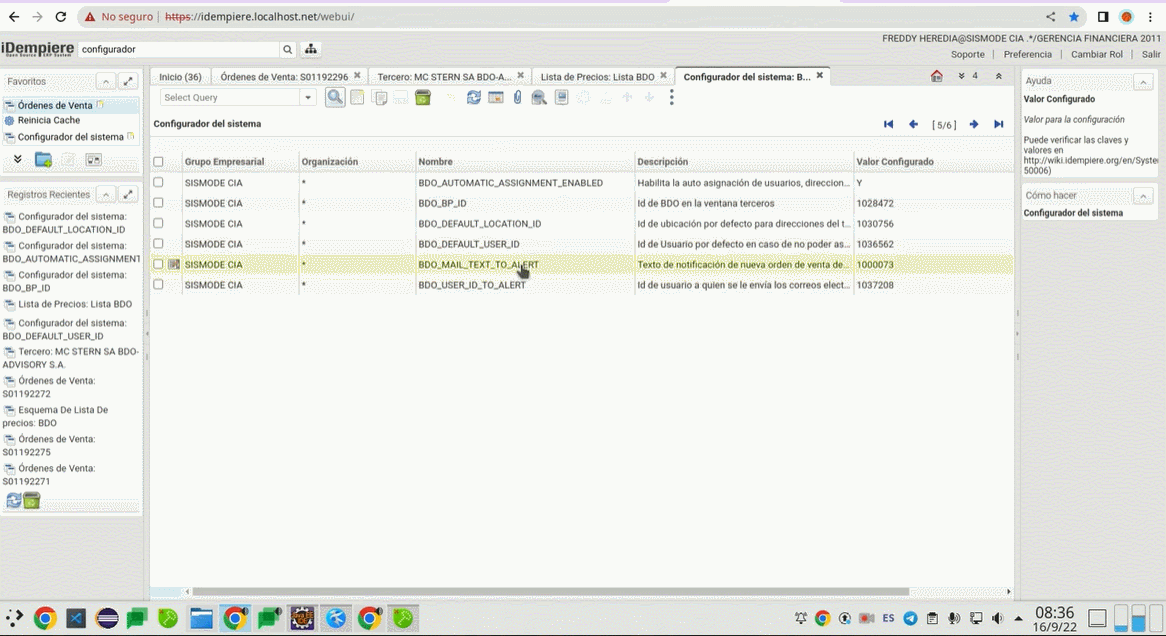 No seguro | https://idempiere.localhost.net/webui/
iDempiere
configurador
FREDDY HEREDIA@SISMODE CIA .*/GERENCIA FINANCIERA 2011
Soporte | Preferencia | Cambiar Rol | Salir
Favoritos
Órdenes de Venta
Reinicia Cache
Configurador del sistema
Registros Recientes
Configurador del sistema:
BDO_DEFAULT_LOCATION_ID
Configurador del sistema:
BDO_AUTOMATIC_ASSIGNMENT
Configurador del sistema:
BDO_BP_ID
Lista de Precios: Lista BDO
Configurador del sistema:
BDO_DEFAULT_USER_ID
Tercero: MC STERN SA BDO-
ADVISORY S.A.
Órdenes de Venta:
S01192272
Esquema De Lista De
precios: BDO
Órdenes de Venta:
S01192275
Órdenes de Venta:
S01192271
Inicio (36)
Órdenes de Venta: S01192296
Tercero: MC STERN SA BDO-A...
Lista de Precios: Lista BDO
Configurador del sistema: B...
4
Select Query
Configurador del sistema
[ 5/6 ]
Grupo Empresarial Organización Nombre Descripción Valor Configurado
SISMODE CIA * BDO_AUTOMATIC_ASSIGNMENT_ENABLED Habilita la auto asignación de usuarios, direccion... Y
SISMODE CIA * BDO_BP_ID Id de BDO en la ventana terceros 1028472
SISMODE CIA * BDO_DEFAULT_LOCATION_ID Id de ubicación por defecto para direcciones del t... 1030756
SISMODE CIA * BDO_DEFAULT_USER_ID Id de Usuario por defecto en caso de no poder as... 1036562
SISMODE CIA * BDO_MAIL_TEXT_TO_ALERT Texto de notificación de nueva orden de venta de... 1000073
SISMODE CIA * BDO_USER_ID_TO_ALERT Id de usuario a quien se le envía los correos elect... 1037208
Ayuda
Valor Configurado
Valor para la configuración
Puede verificar las claves y
valores en
http://wiki.idempiere.org/en/Syste
50006)
Cómo hacer
Configurador del sistema
ES
08:36
16/9/22